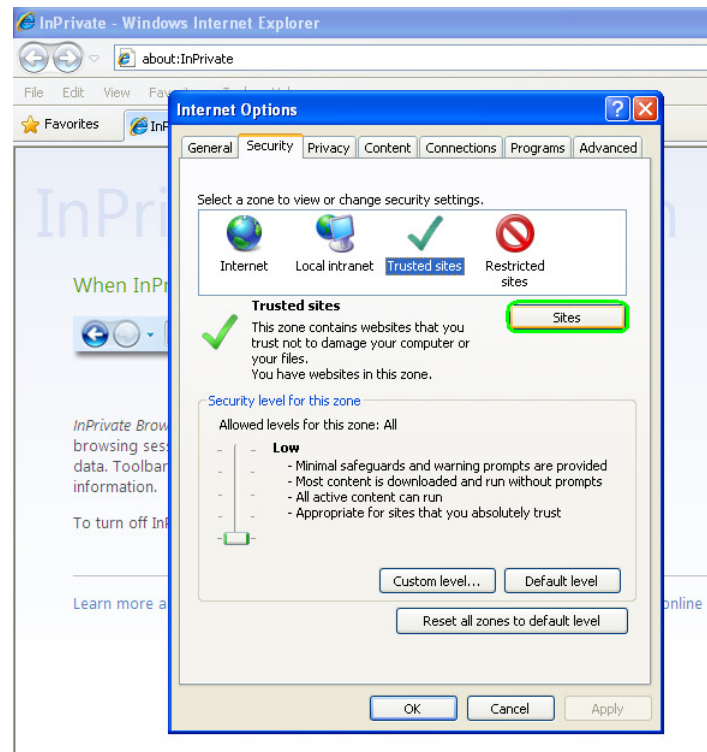 InPrivate - Windows Internet Explorer
about:InPrivate
File Edit View
Internet Options
Favorites
General Security Privacy Content Connections Programs Advanced
Select a zone to view or change security settings.
Internet Local intranet Trusted sites Restricted sites
Trusted sites
Sites
This zone contains websites that you
trust not to damage your computer or
your files.
You have websites in this zone.
When
Security level for this zone
Allowed levels for this zone: All
Low
- Minimal safeguards and warning prompts are provided
- Most content is downloaded and run without prompts
- All active content can run
- Appropriate for sites that you absolutely trust
InPrivate
browsing
data. Toolbar
information.
To turn off
Custom level... Default level
Learn more
online
Reset all zones to default level
OK Cancel Apply